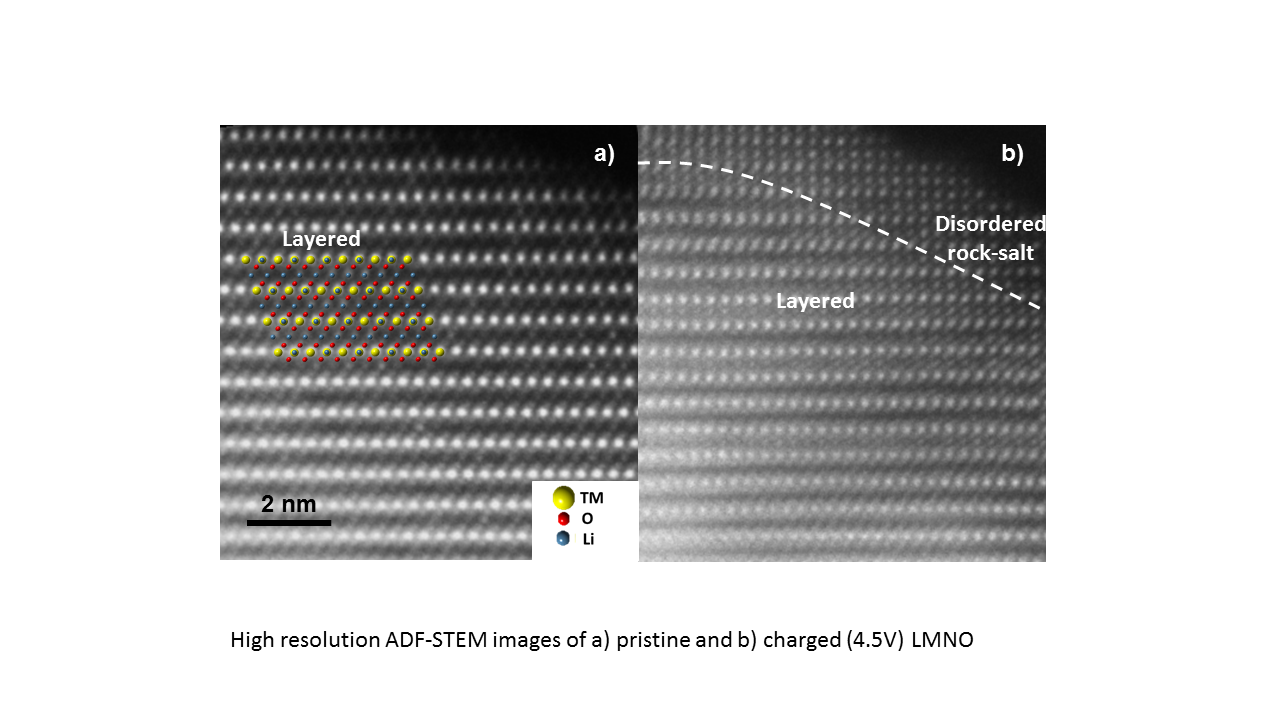 a)
Layered
2 nm
TM
O
Li
b)
Disordered
rock-salt
Layered
High resolution ADF-STEM images of a) pristine and b) charged (4.5V) LMNO